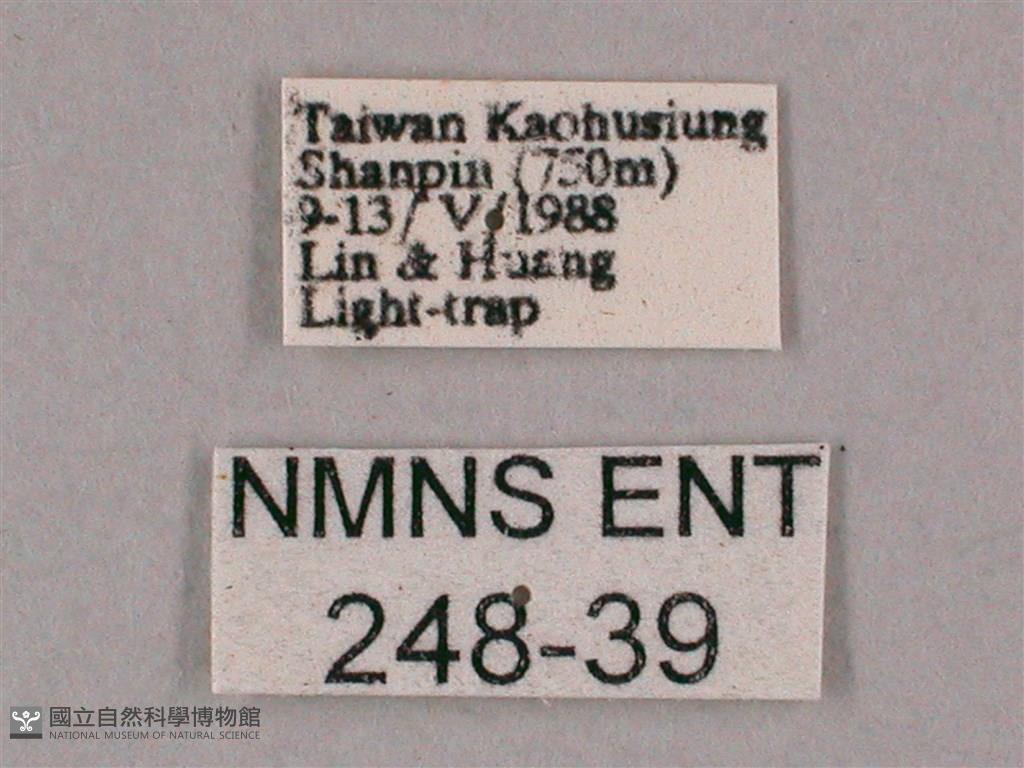 Taiwan Kaohusiung
Shanpin (750m)
9-13/ V/1988
Lin & Huang
Light-trap
NMNS ENT
248-39
國立自然科學博物館
NATIONAL MUSEUM OF NATURAL SCIENCE